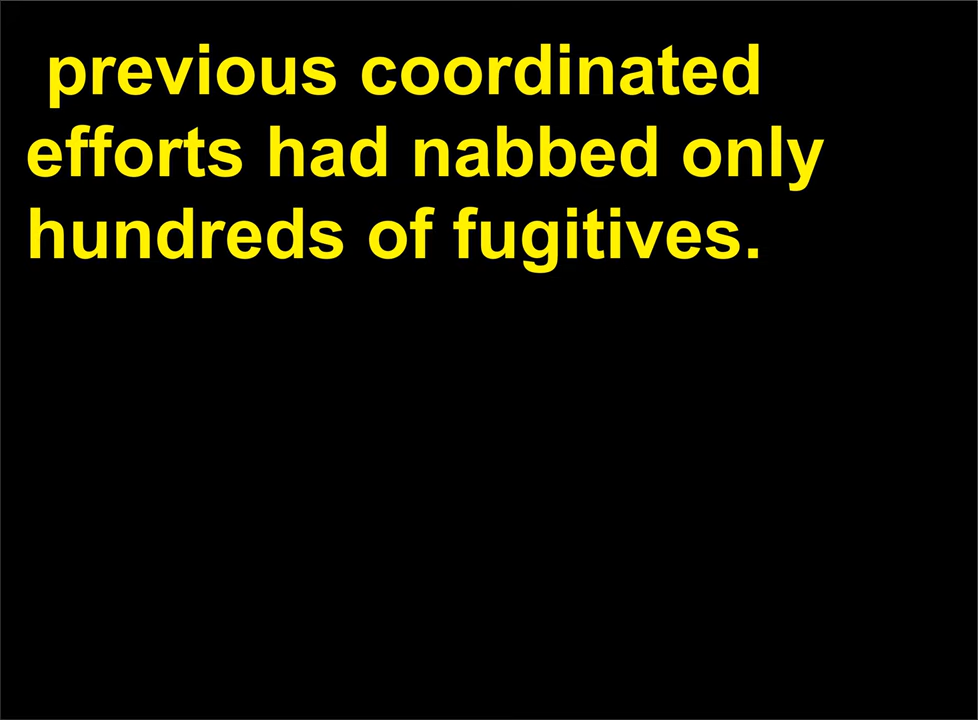 previous coordinated
efforts had nabbed only
hundreds of fugitives.